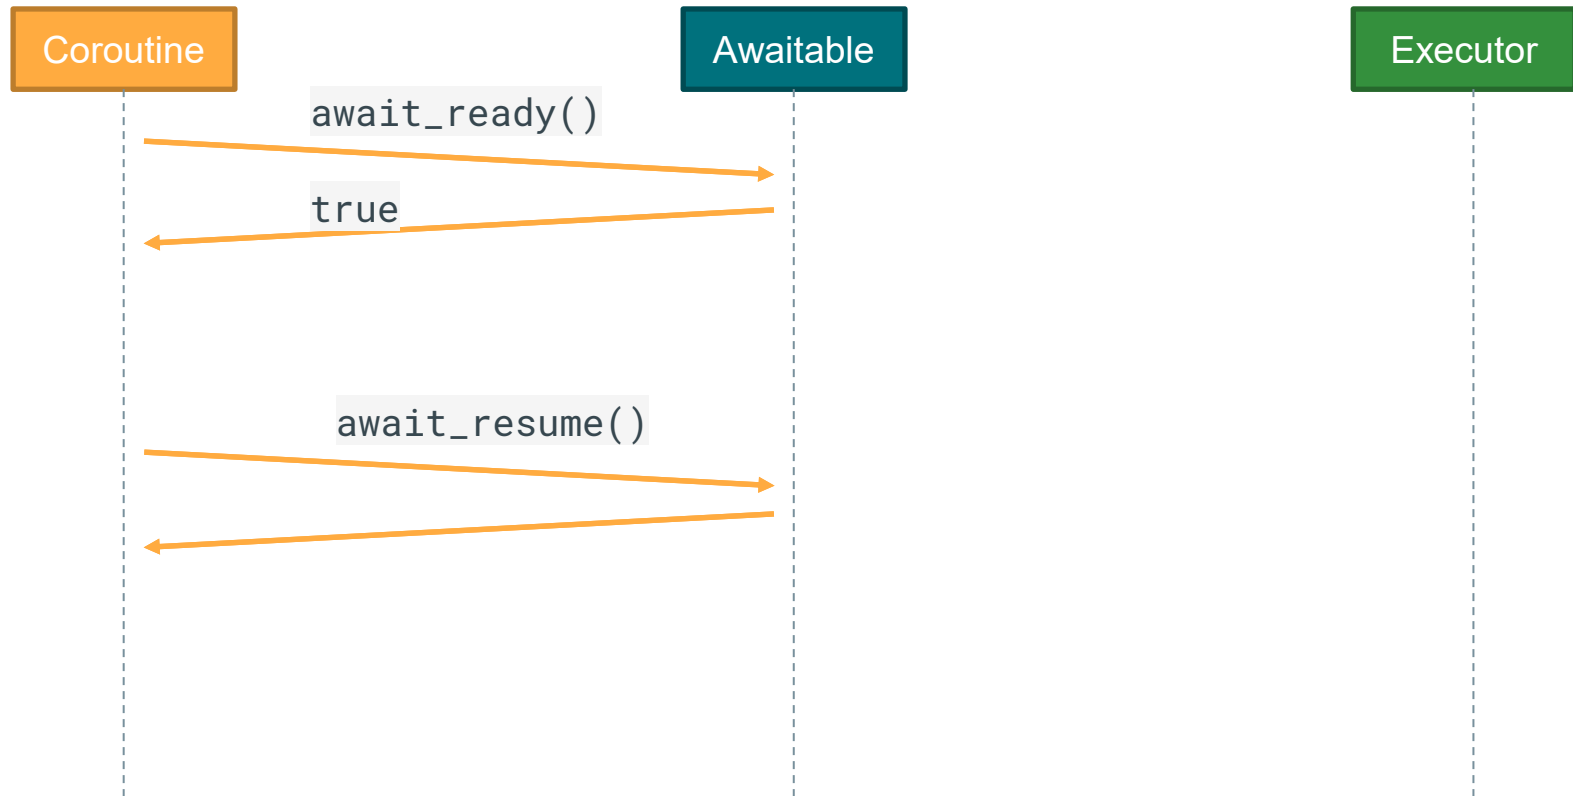 Coroutine
Awaitable
Executor
await_ready()
true
await_resume()